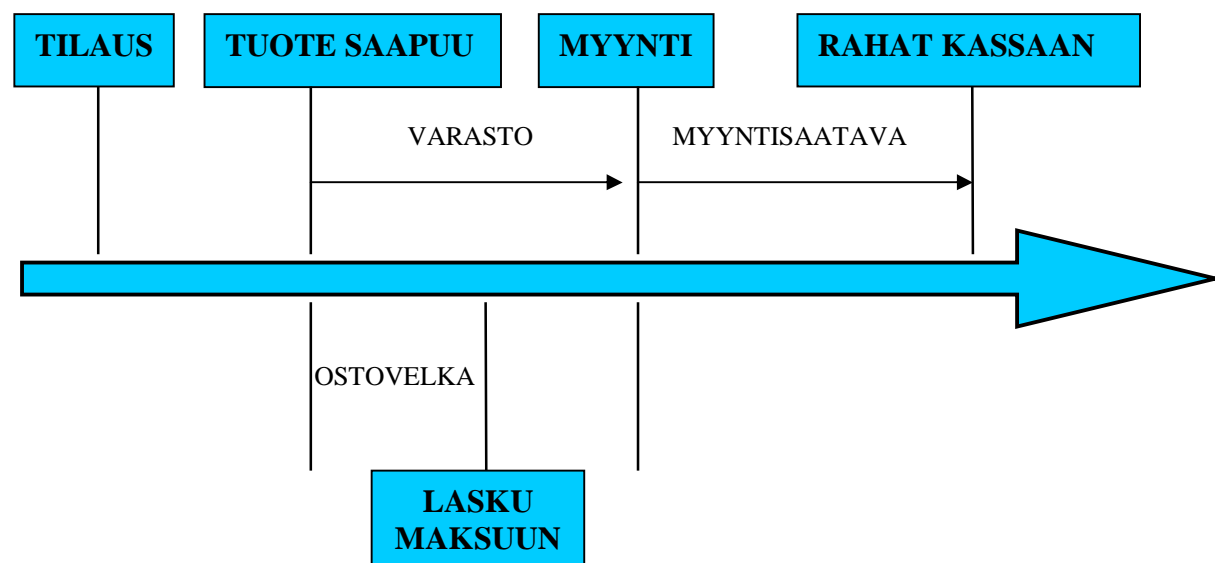 TILAUS
TUOTE SAAPUU
MYYNTI
RAHAT KASSAAN
VARASTO
MYYNTISAATAVA
OSTOVELKA
LASKU
MAKSUUN